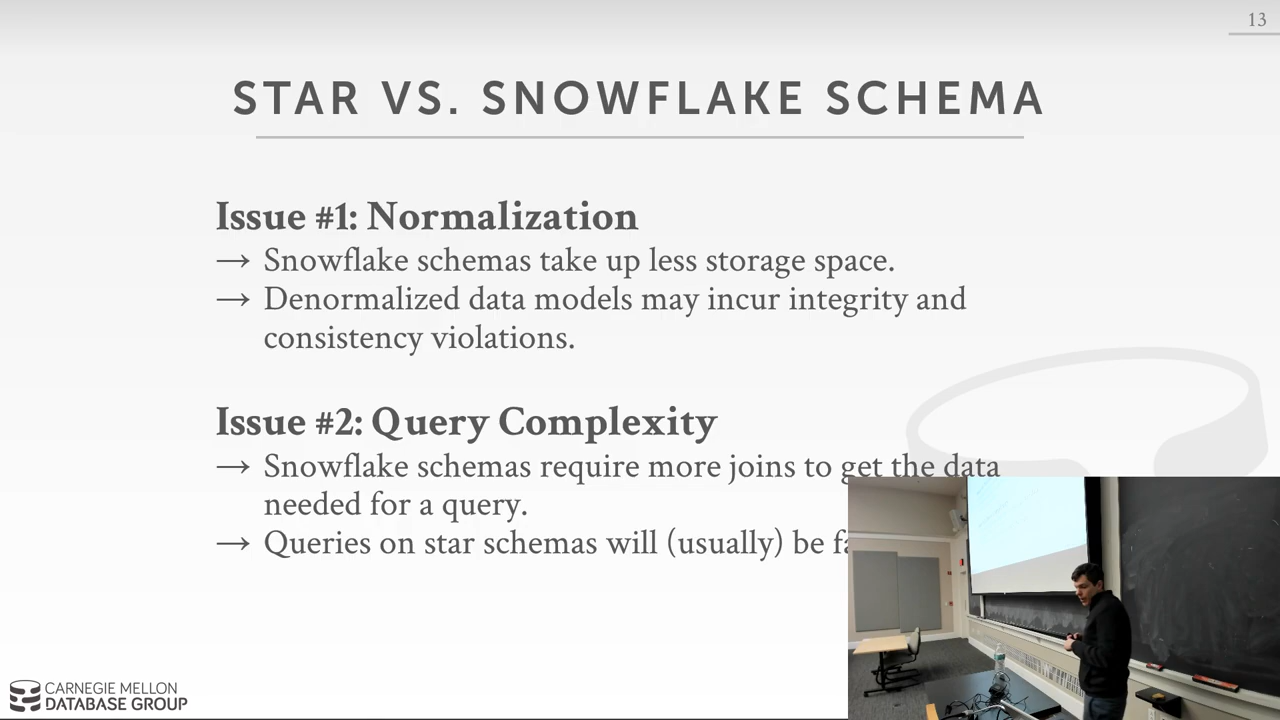 13
STAR VS. SNOWFLAKE SCHEMA
Issue #1: Normalization
→ Snowflake schemas take up less storage space.
→ Denormalized data models may incur integrity and
consistency violations.
Issue #2: Query Complexity
→ Snowflake schemas require more joins to get the data
needed for a query.
→ Queries on star schemas will (usually) be
CARNEGIE MELLON
DATABASE GROUP